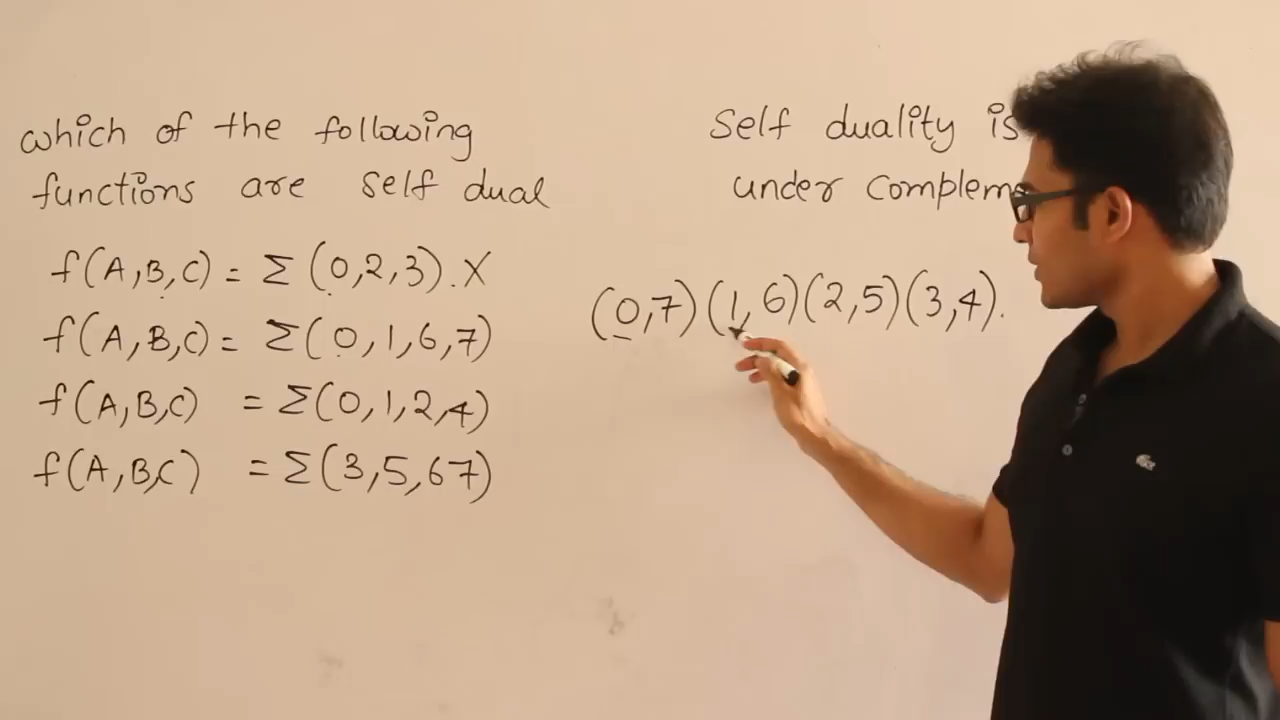 which of the following
functions are self dual
f(A,B,C) = Σ (0,2,3). X
f(A,B,C) = Σ(0,1,6,7)
f(A,B,C) = Σ(0,1,2,4)
f(A,B,C) = Σ(3,5,67)
Self duality is
under complem
(0,7)(1,6)(2,5)(3,4).